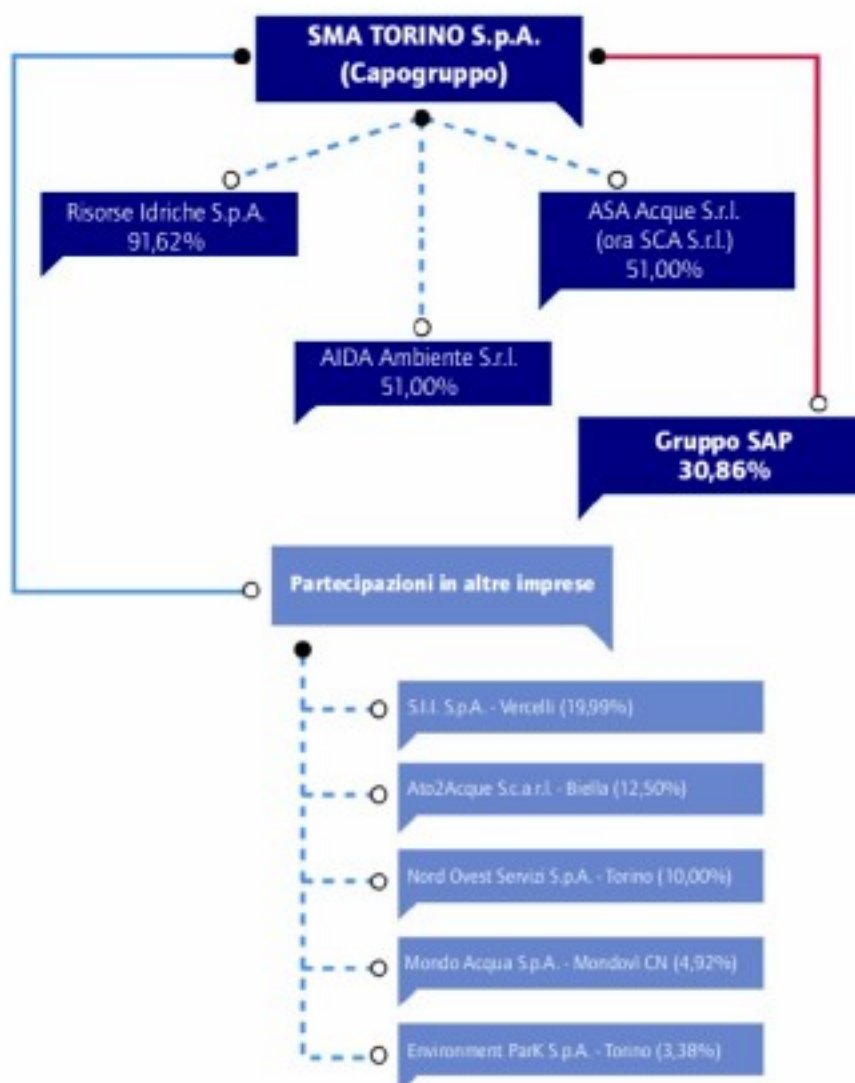 SMA TORINO S.p.A.
(Capogruppo)
Risorse Idriche S.p.A.
91,62%
ASA Acque S.r.l.
(ora SCA S.r.l.)
51,00%
AIDA Ambiente S.r.l.
51,00%
Gruppo SAP
30,86%
Partecipazioni in altre imprese
S.I.I. S.p.A. - Vercelli (19,99%)
Ato2Acque S.c.a.r.l. - Biella (12,50%)
Nord Ovest Servizi S.p.A. - Torino (10,00%)
Mondo Acqua S.p.A. - Mondovì CN (4,92%)
Environment ParK S.p.A. - Torino (3,38%)